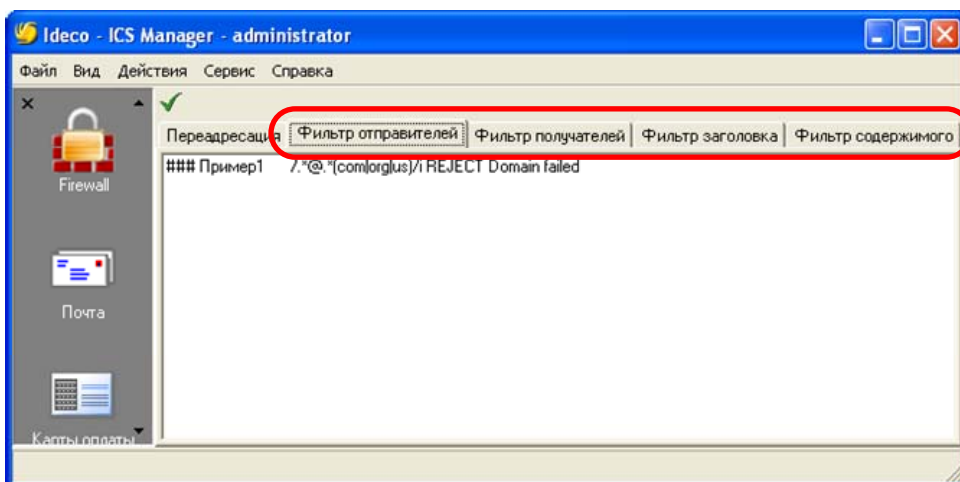 Ideco - ICS Manager - administrator
Файл Вид Действия Сервис Справка
Переадресация Фильтр отправителей Фильтр получателей Фильтр заголовка Фильтр содержимого
### Пример1 /.*@.*(com|org|us)/i REJECT Domain failed
Firewall
Почта
Карты оплаты